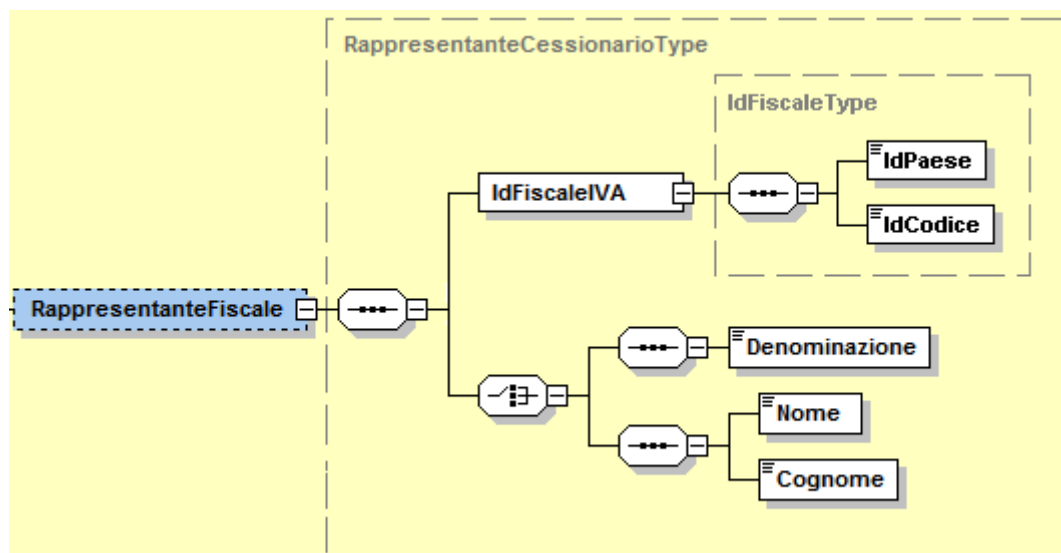 RappresentanteCessionarioType
IdFiscaleType
IdPaese
IdFiscaleIVA
IdCodice
RappresentanteFiscale
Denominazione
Nome
Cognome